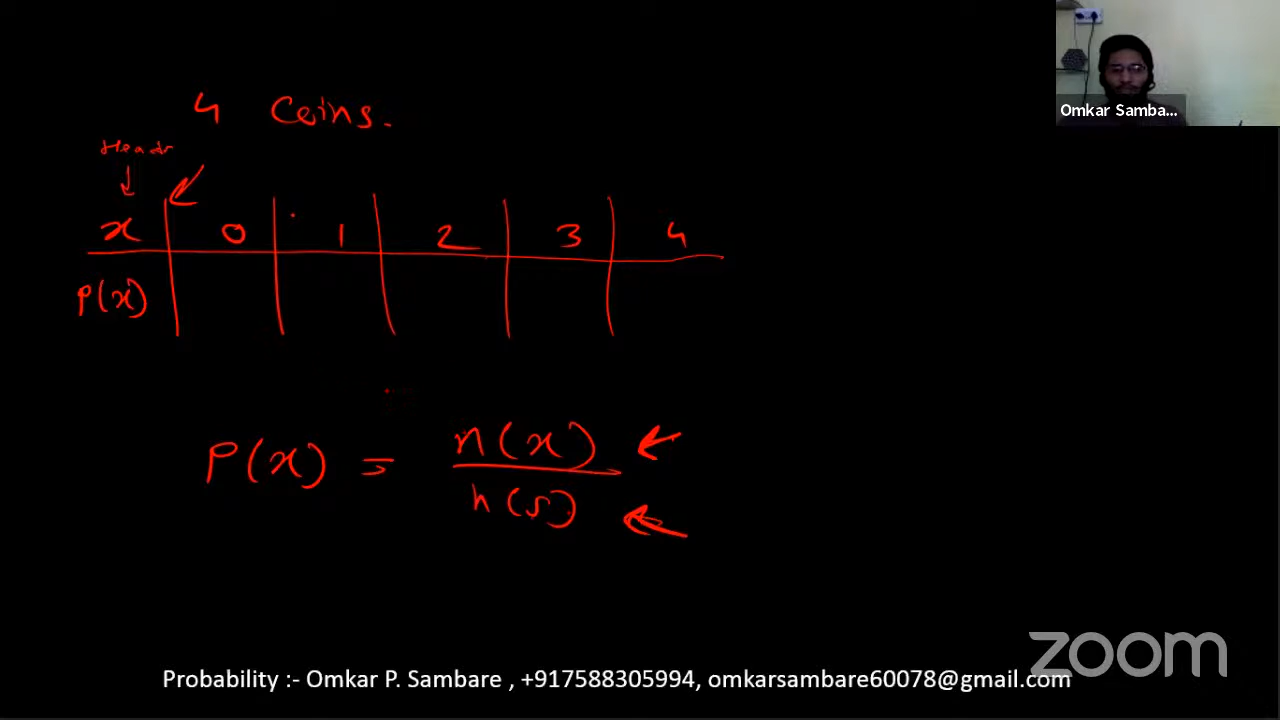 4 Coins.
Heads
x 0 1 2 3 4
P(x)
P(x) = n(x)
n(s)
Omkar Samba...
zoom
Probability :- Omkar P. Sambare , +917588305994, omkarsambare60078@gmail.com